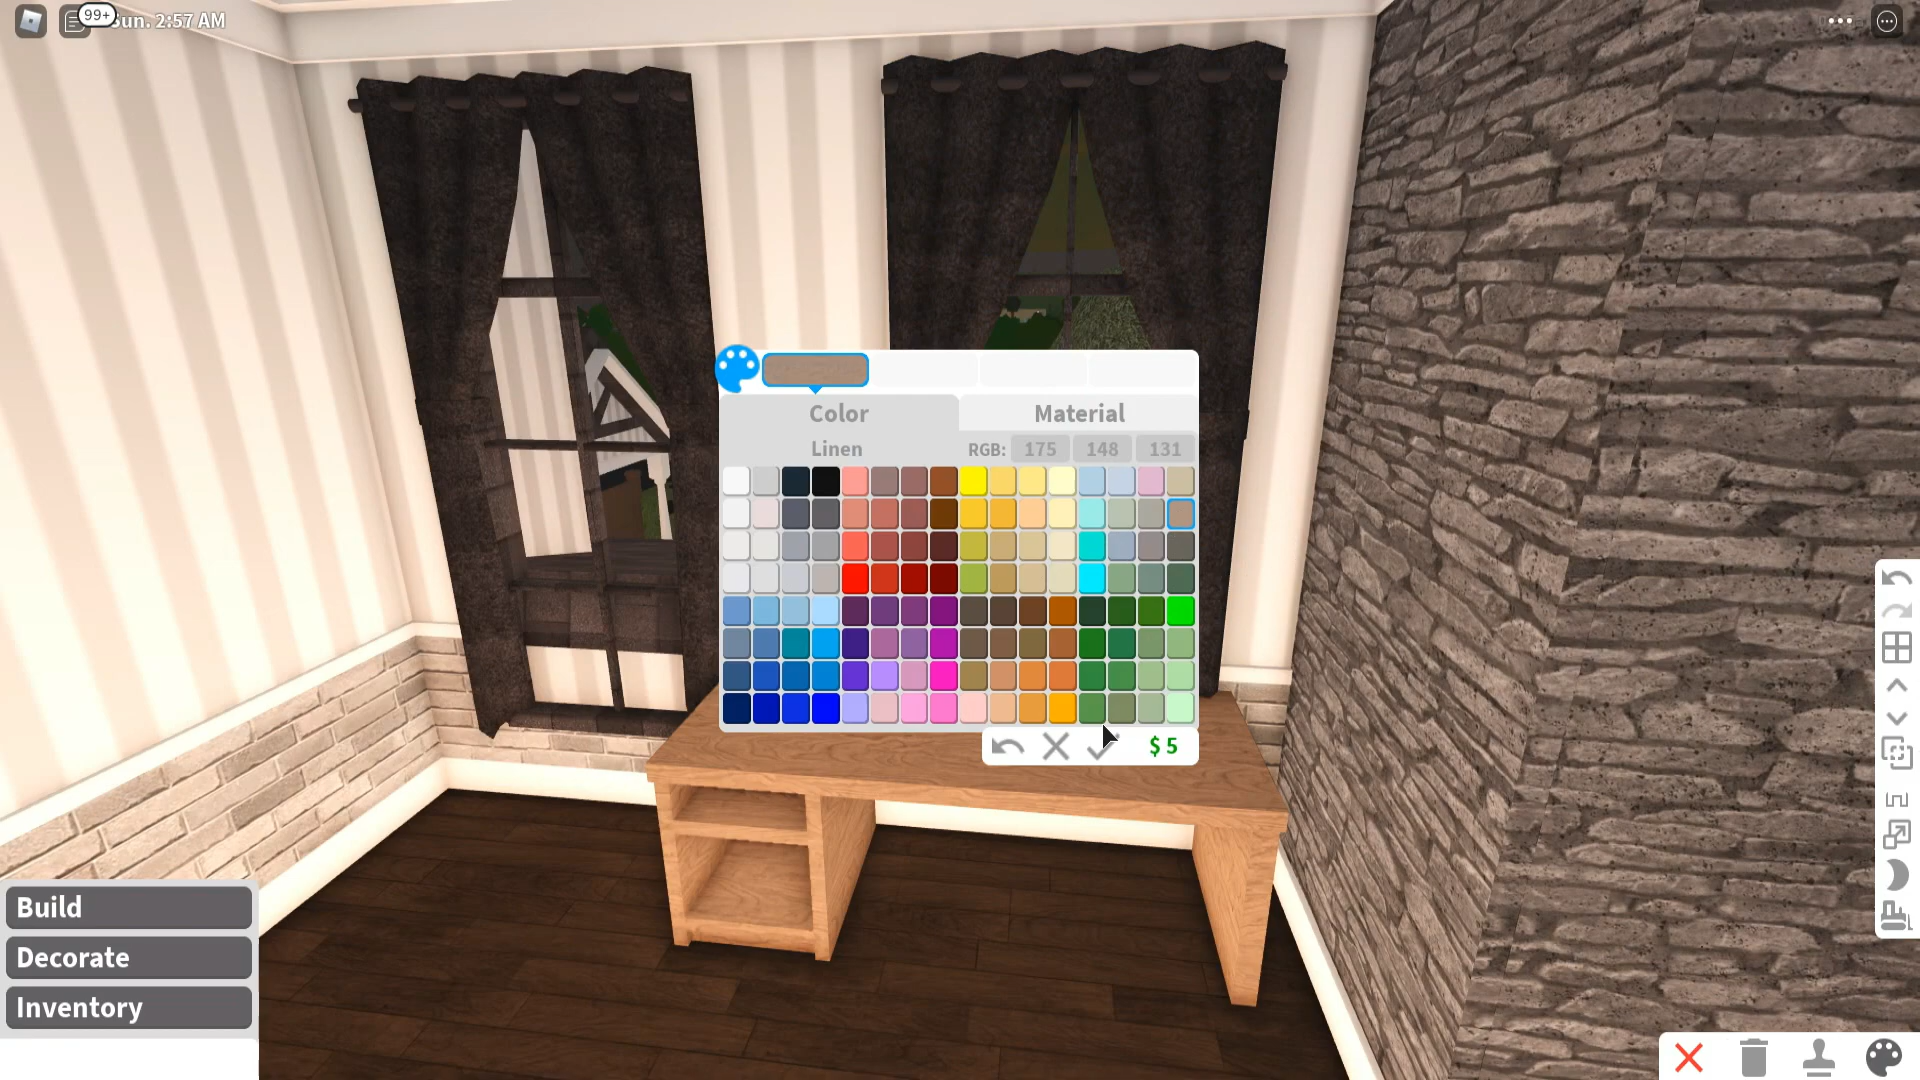 99+
Sun. 2:57 AM
Color
Material
Linen
RGB: 175 148 131
$ 5
Build
Decorate
Inventory